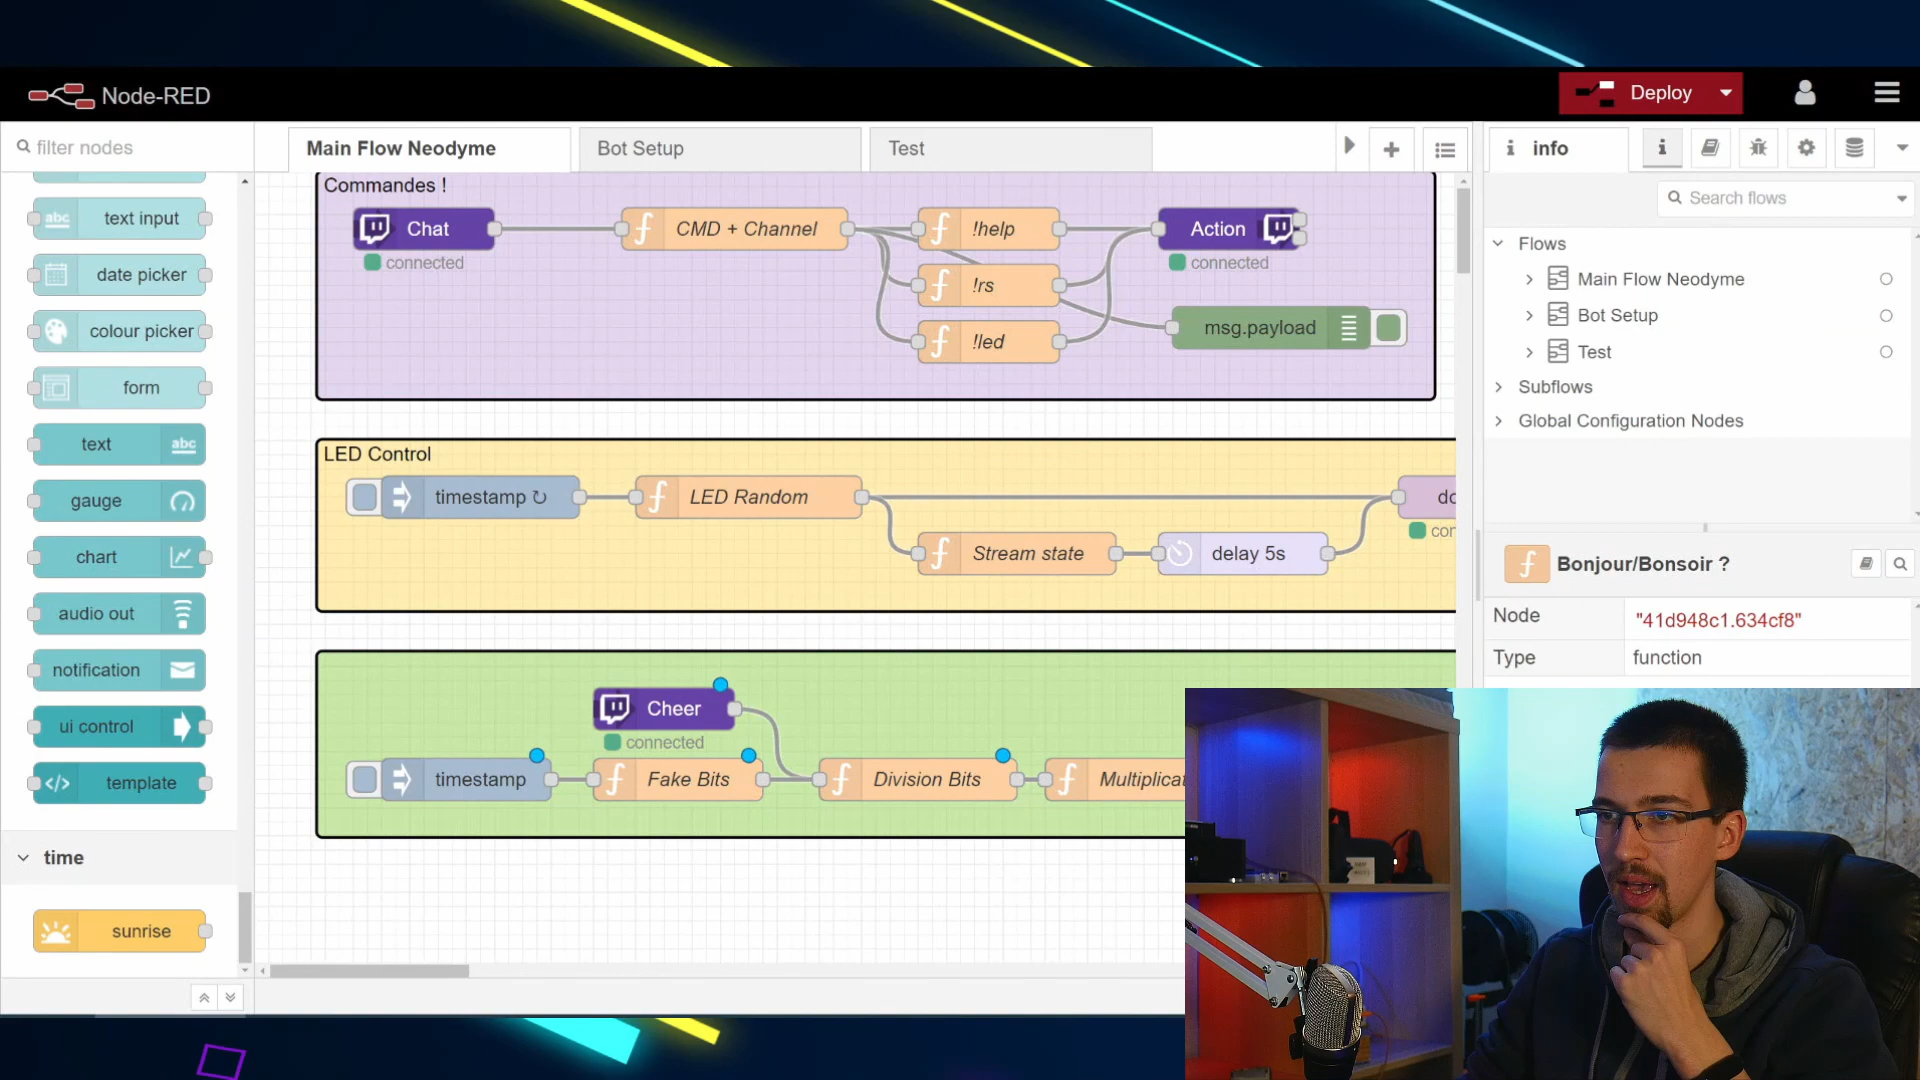 Node-RED
Deploy
filter nodes
Main Flow Neodyme
Bot Setup
Test
info
Search flows
text input
date picker
colour picker
form
text
gauge
chart
audio out
notification
ui control
template
time
sunrise
Commandes !
Chat
connected
CMD + Channel
!help
!rs
!led
Action
connected
msg.payload
LED Control
timestamp ↻
LED Random
Stream state
delay 5s
Cheer
connected
timestamp
Fake Bits
Division Bits
Flows
Main Flow Neodyme
Bot Setup
Test
Subflows
Global Configuration Nodes
Bonjour/Bonsoir ?
Node "41d948c1.634cf8"
Type function